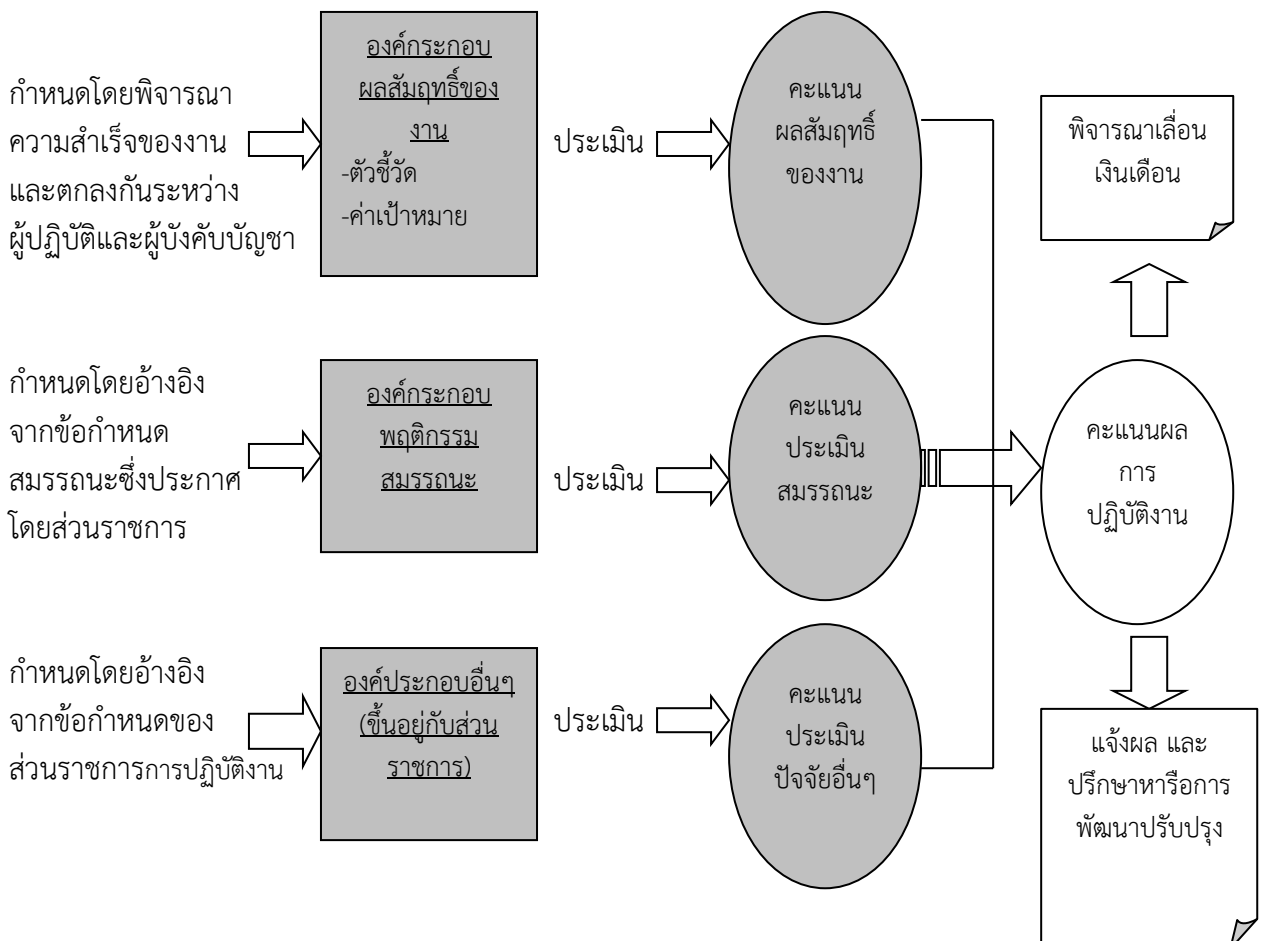 กำหนดโดยพิจารณา
ความสำเร็จของงาน
และตกลงกันระหว่าง
ผู้ปฏิบัติและผู้บังคับบัญชา
องค์กระกอบ
ผลสัมฤทธิ์ของ
งาน
-ตัวชี้วัด
-ค่าเป้าหมาย
ประเมิน
คะแนน
ผลสัมฤทธิ์
ของงาน
พิจารณาเลื่อน
เงินเดือน
กำหนดโดยอ้างอิง
จากข้อกำหนด
สมรรถนะซึ่งประกาศ
โดยส่วนราชการ
องค์กระกอบ
พฤติกรรม
สมรรถนะ
ประเมิน
คะแนน
ประเมิน
สมรรถนะ
คะแนนผล
การ
ปฏิบัติงาน
กำหนดโดยอ้างอิง
จากข้อกำหนดของ
ส่วนราชการการปฏิบัติงาน
องค์ประกอบอื่นๆ
(ขึ้นอยู่กับส่วน
ราชการ)
ประเมิน
คะแนน
ประเมิน
ปัจจัยอื่นๆ
แจ้งผล และ
ปรึกษาหารือการ
พัฒนาปรับปรุง